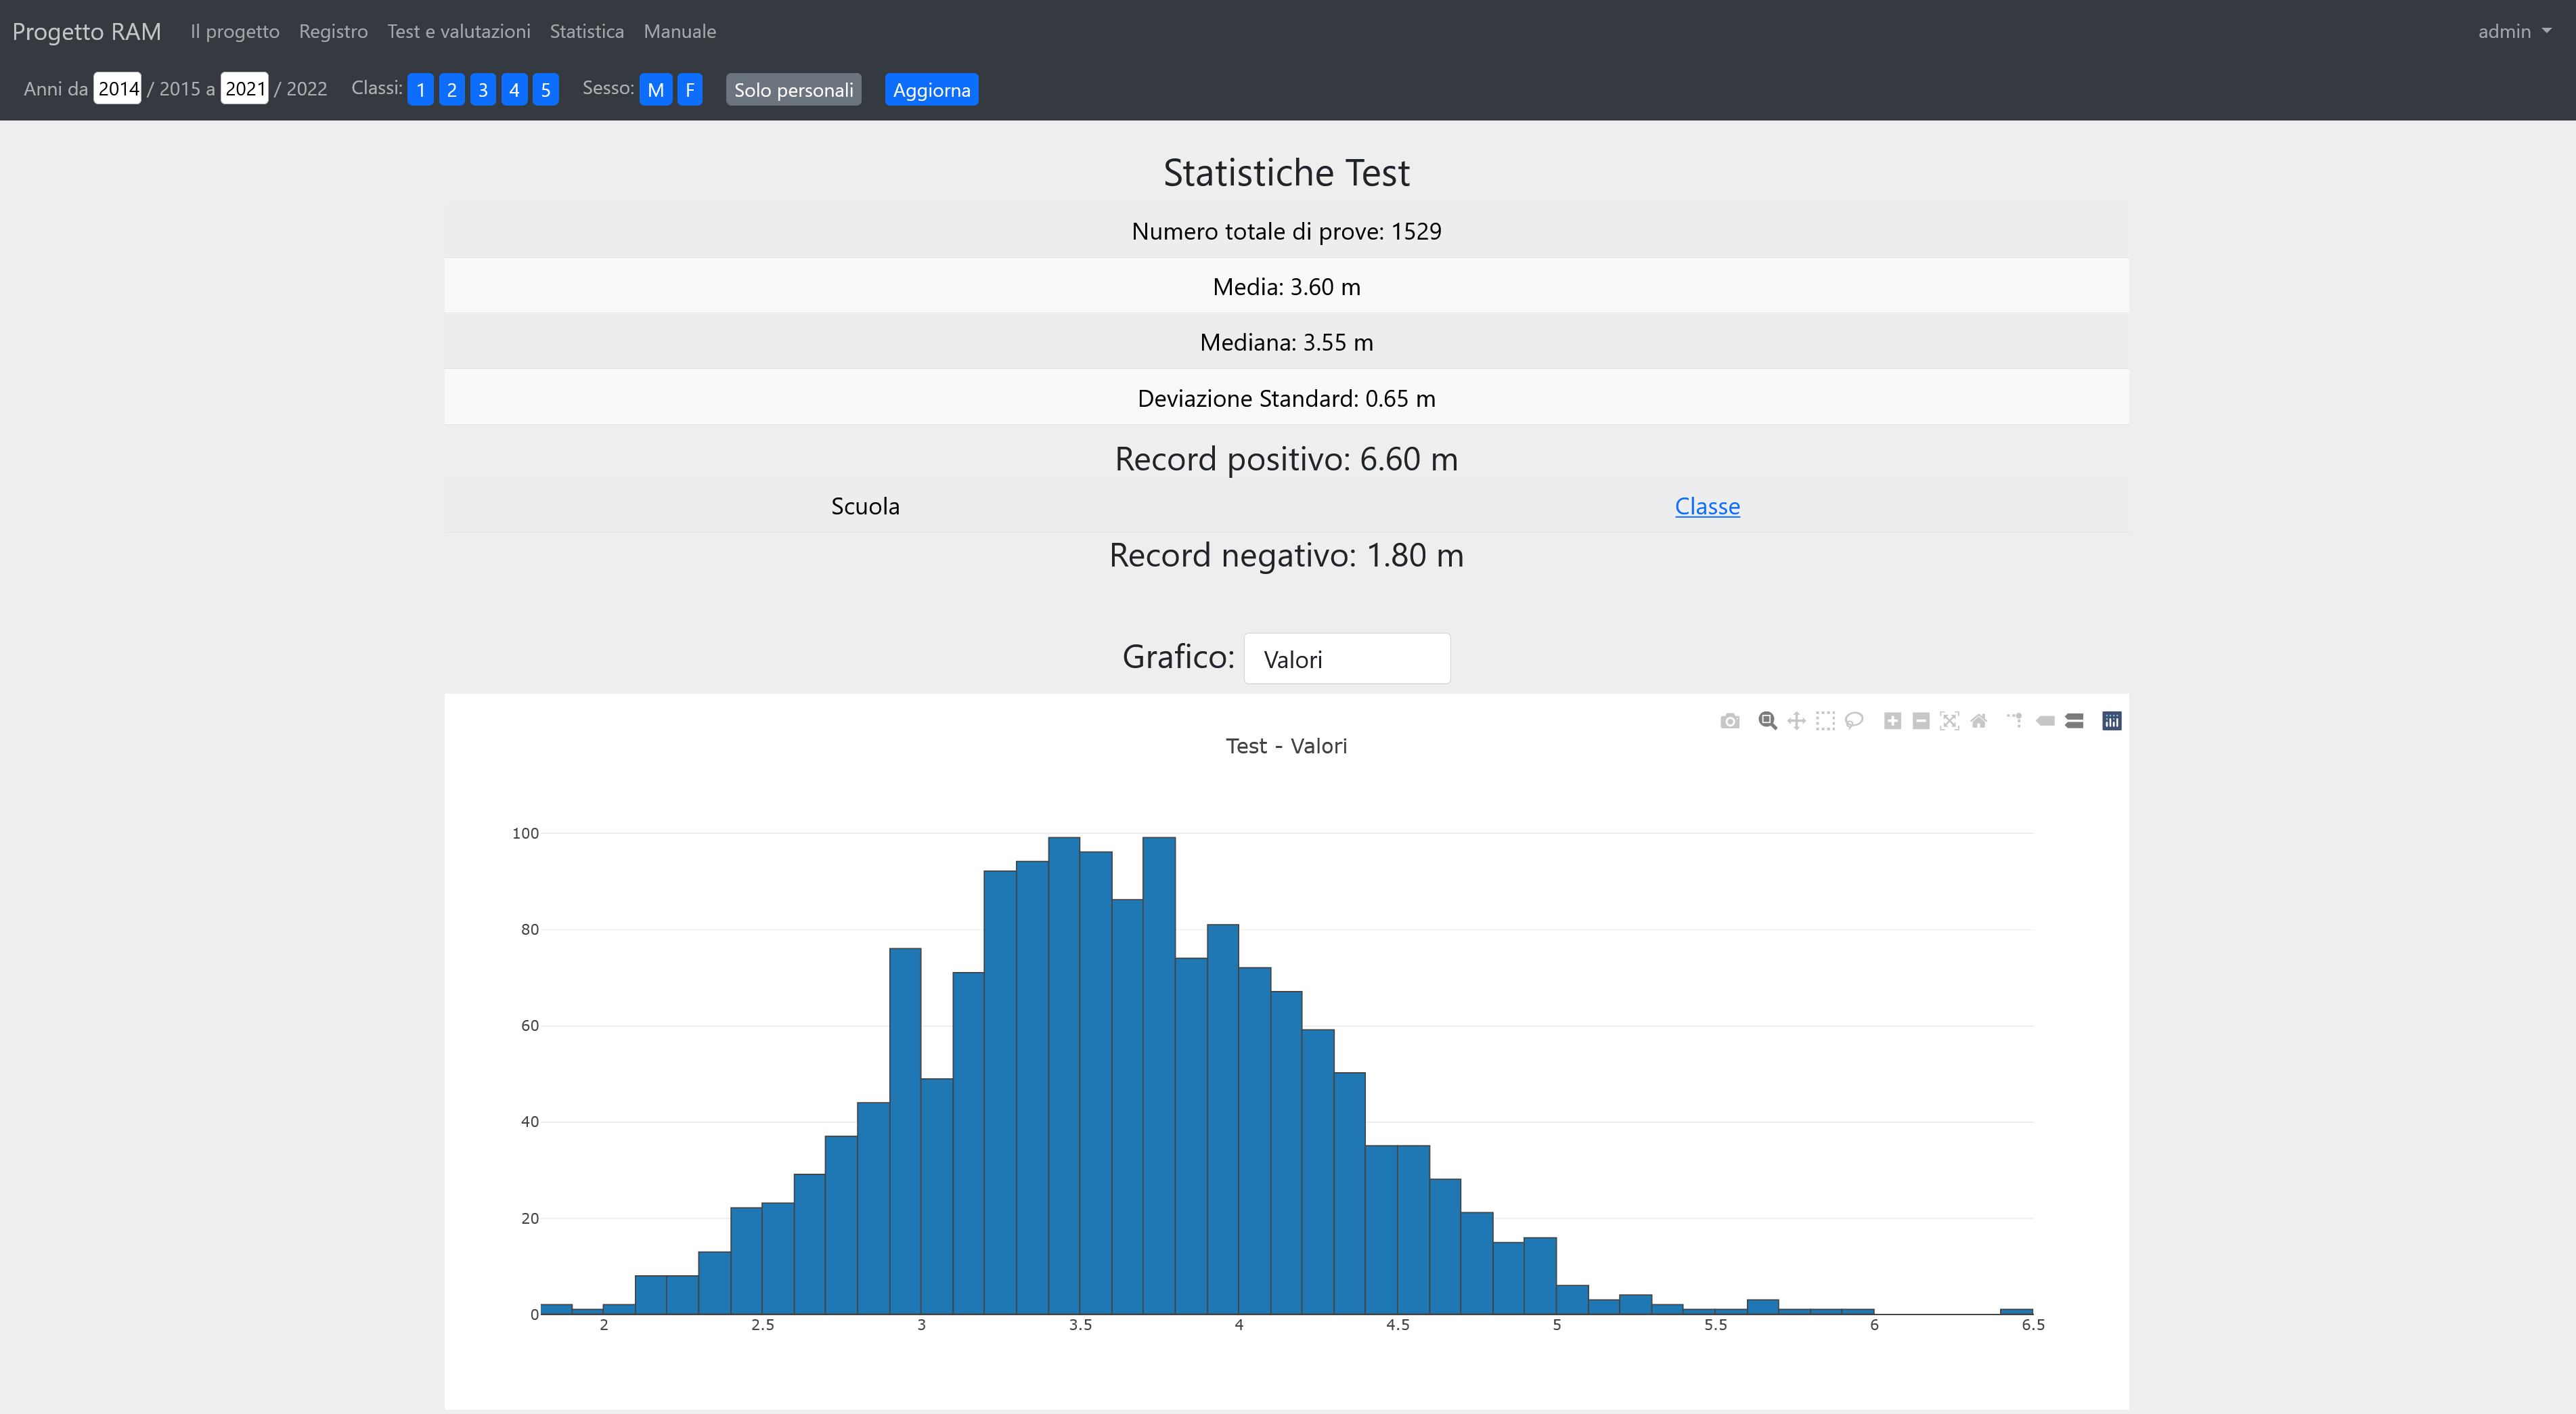 Progetto RAM Il progetto Registro Test e valutazioni Statistica Manuale admin
Anni da 2014 / 2015 a 2021 / 2022 Classi: 1 2 3 4 5 Sesso: M F Solo personali Aggiorna
Statistiche Test
Numero totale di prove: 1529
Media: 3.60 m
Mediana: 3.55 m
Deviazione Standard: 0.65 m
Record positivo: 6.60 m
Scuola Classe
Record negativo: 1.80 m
Grafico: Valori
Test - Valori
100
80
60
40
20
0
2 2.5 3 3.5 4 4.5 5 5.5 6 6.5